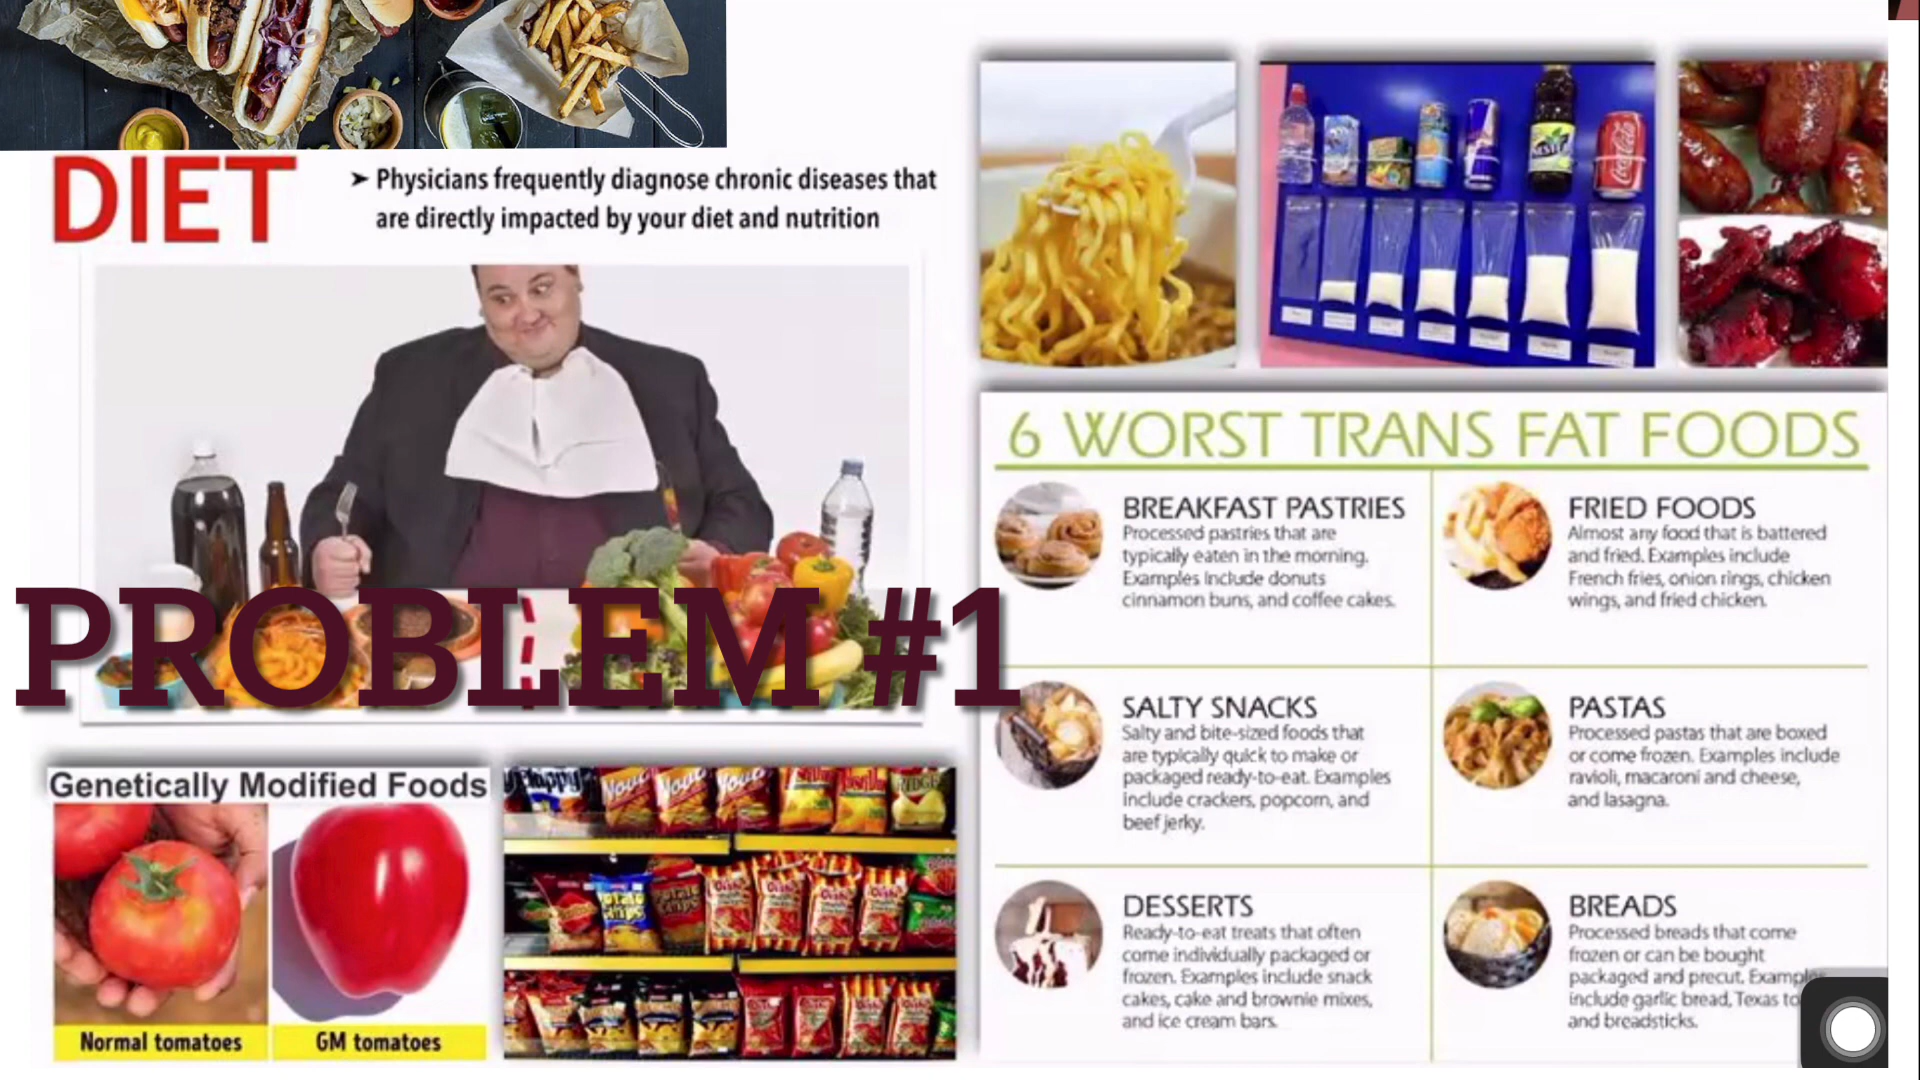 DIET
➤ Physicians frequently diagnose chronic diseases that
are directly impacted by your diet and nutrition
PROBLEM #1
Genetically Modified Foods
Normal tomatoes
GM tomatoes
Coca-Cola
6 WORST TRANS FAT FOODS
BREAKFAST PASTRIES
Processed pastries that are
typically eaten in the morning.
Examples Include donuts
cinnamon buns, and coffee cakes.
FRIED FOODS
Almost any food that is battered
and fried. Examples include
French fries, onion rings, chicken
wings, and fried chicken.
SALTY SNACKS
Salty and bite-sized foods that
are typically quick to make or
packaged ready-to-eat. Examples
include crackers, popcorn, and
beef jerky.
PASTAS
Processed pastas that are boxed
or come frozen. Examples include
ravioli, macaroni and cheese,
and lasagna.
DESSERTS
Ready-to-eat treats that often
come individually packaged or
frozen. Examples include snack
cakes, cake and brownie mixes,
and ice cream bars.
BREADS
Processed breads that come
frozen or can be bought
packaged and precut. Examples
include garlic bread, Texas to
and breadsticks.